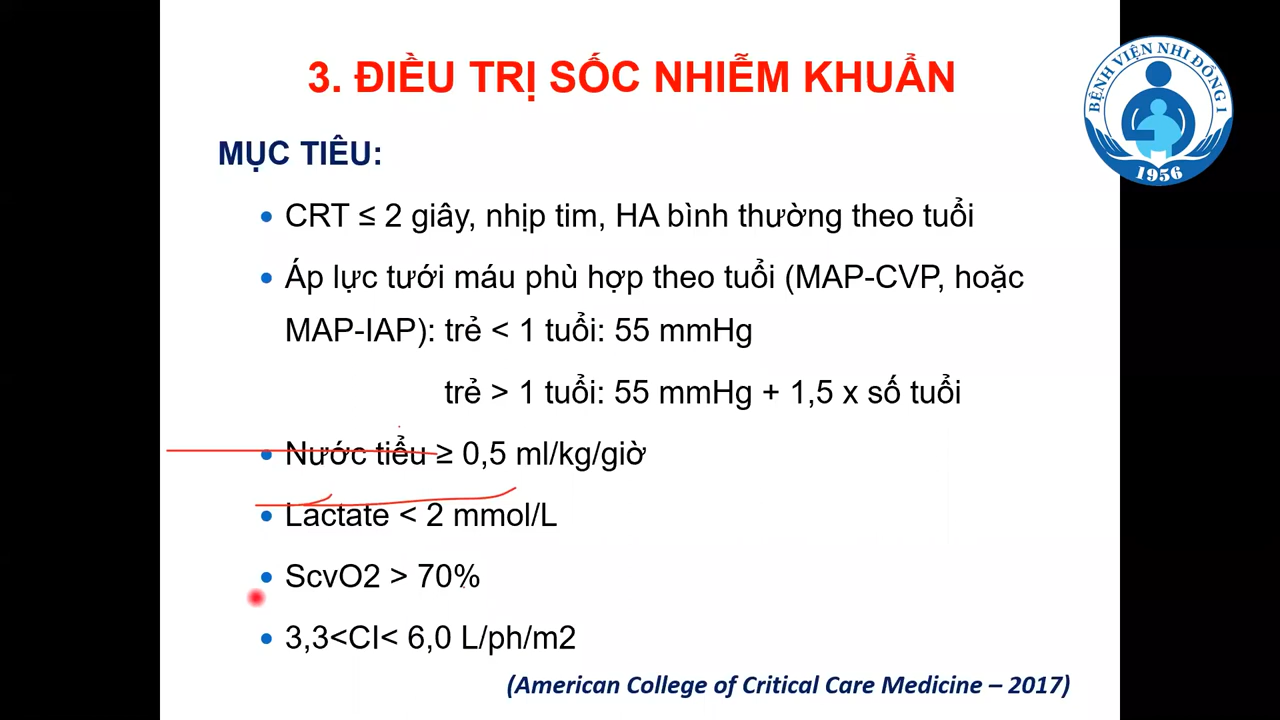 3. ĐIỀU TRỊ SỐC NHIỄM KHUẨN
BỆNH VIỆN NHI ĐỒNG 1
1956
MỤC TIÊU:
• CRT ≤ 2 giây, nhịp tim, HA bình thường theo tuổi
• Áp lực tưới máu phù hợp theo tuổi (MAP-CVP, hoặc
MAP-IAP): trẻ < 1 tuổi: 55 mmHg
trẻ > 1 tuổi: 55 mmHg + 1,5 x số tuổi
• Nước tiểu ≥ 0,5 ml/kg/giờ
• Lactate < 2 mmol/L
• ScvO2 > 70%
• 3,3<CI< 6,0 L/ph/m2
(American College of Critical Care Medicine – 2017)